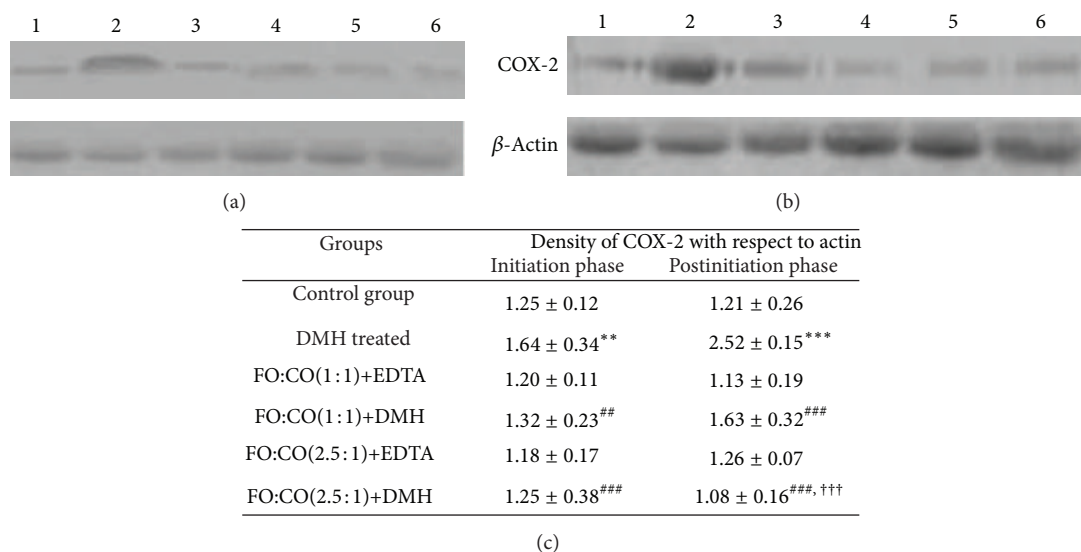 1 2 3 4 5 6
1 2 3 4 5 6
COX-2
β-Actin
(a)
(b)
Groups Density of COX-2 with respect to actin
Initiation phase Postinitiation phase
Control group 1.25 ± 0.12 1.21 ± 0.26
DMH treated 1.64 ± 0.34** 2.52 ± 0.15***
FO:CO(1:1)+EDTA 1.20 ± 0.11 1.13 ± 0.19
FO:CO(1:1)+DMH 1.32 ± 0.23## 1.63 ± 0.32###
FO:CO(2.5:1)+EDTA 1.18 ± 0.17 1.26 ± 0.07
FO:CO(2.5:1)+DMH 1.25 ± 0.38### 1.08 ± 0.16###, †††
(c)